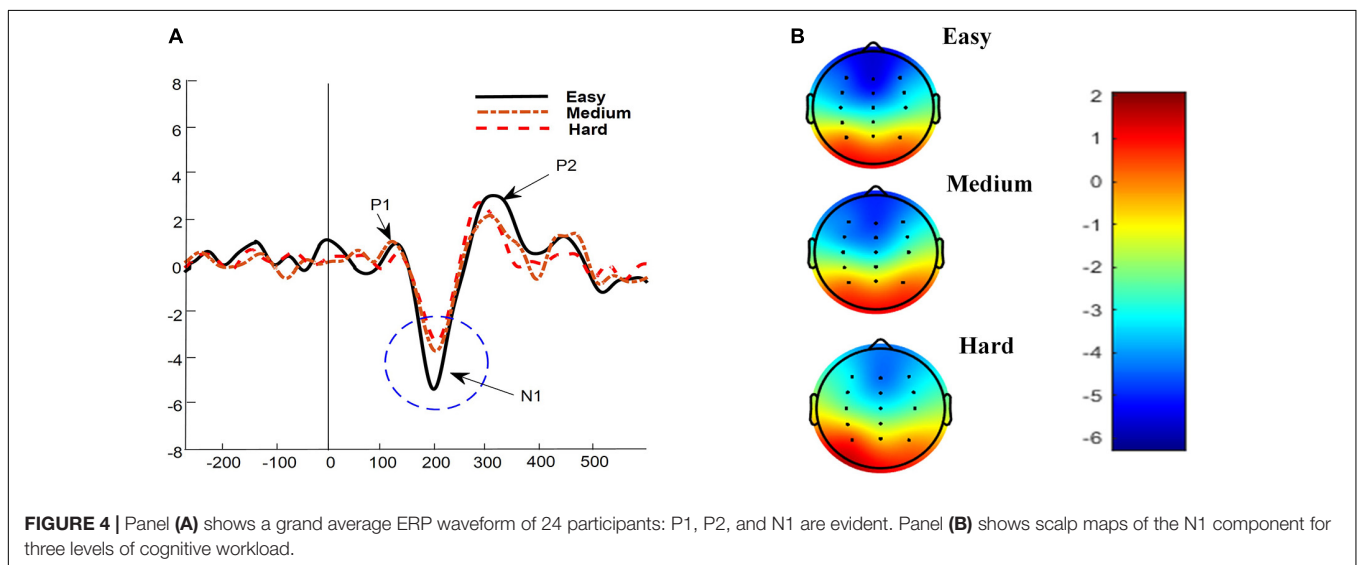 A
8
6
4
2
0
-2
-4
-6
-8
-200 -100 0 100 200 300 400 500
Easy
Medium
Hard
P1
P2
N1
B
Easy
Medium
Hard
2
1
0
-1
-2
-3
-4
-5
-6
FIGURE 4 | Panel (A) shows a grand average ERP waveform of 24 participants: P1, P2, and N1 are evident. Panel (B) shows scalp maps of the N1 component for
three levels of cognitive workload.